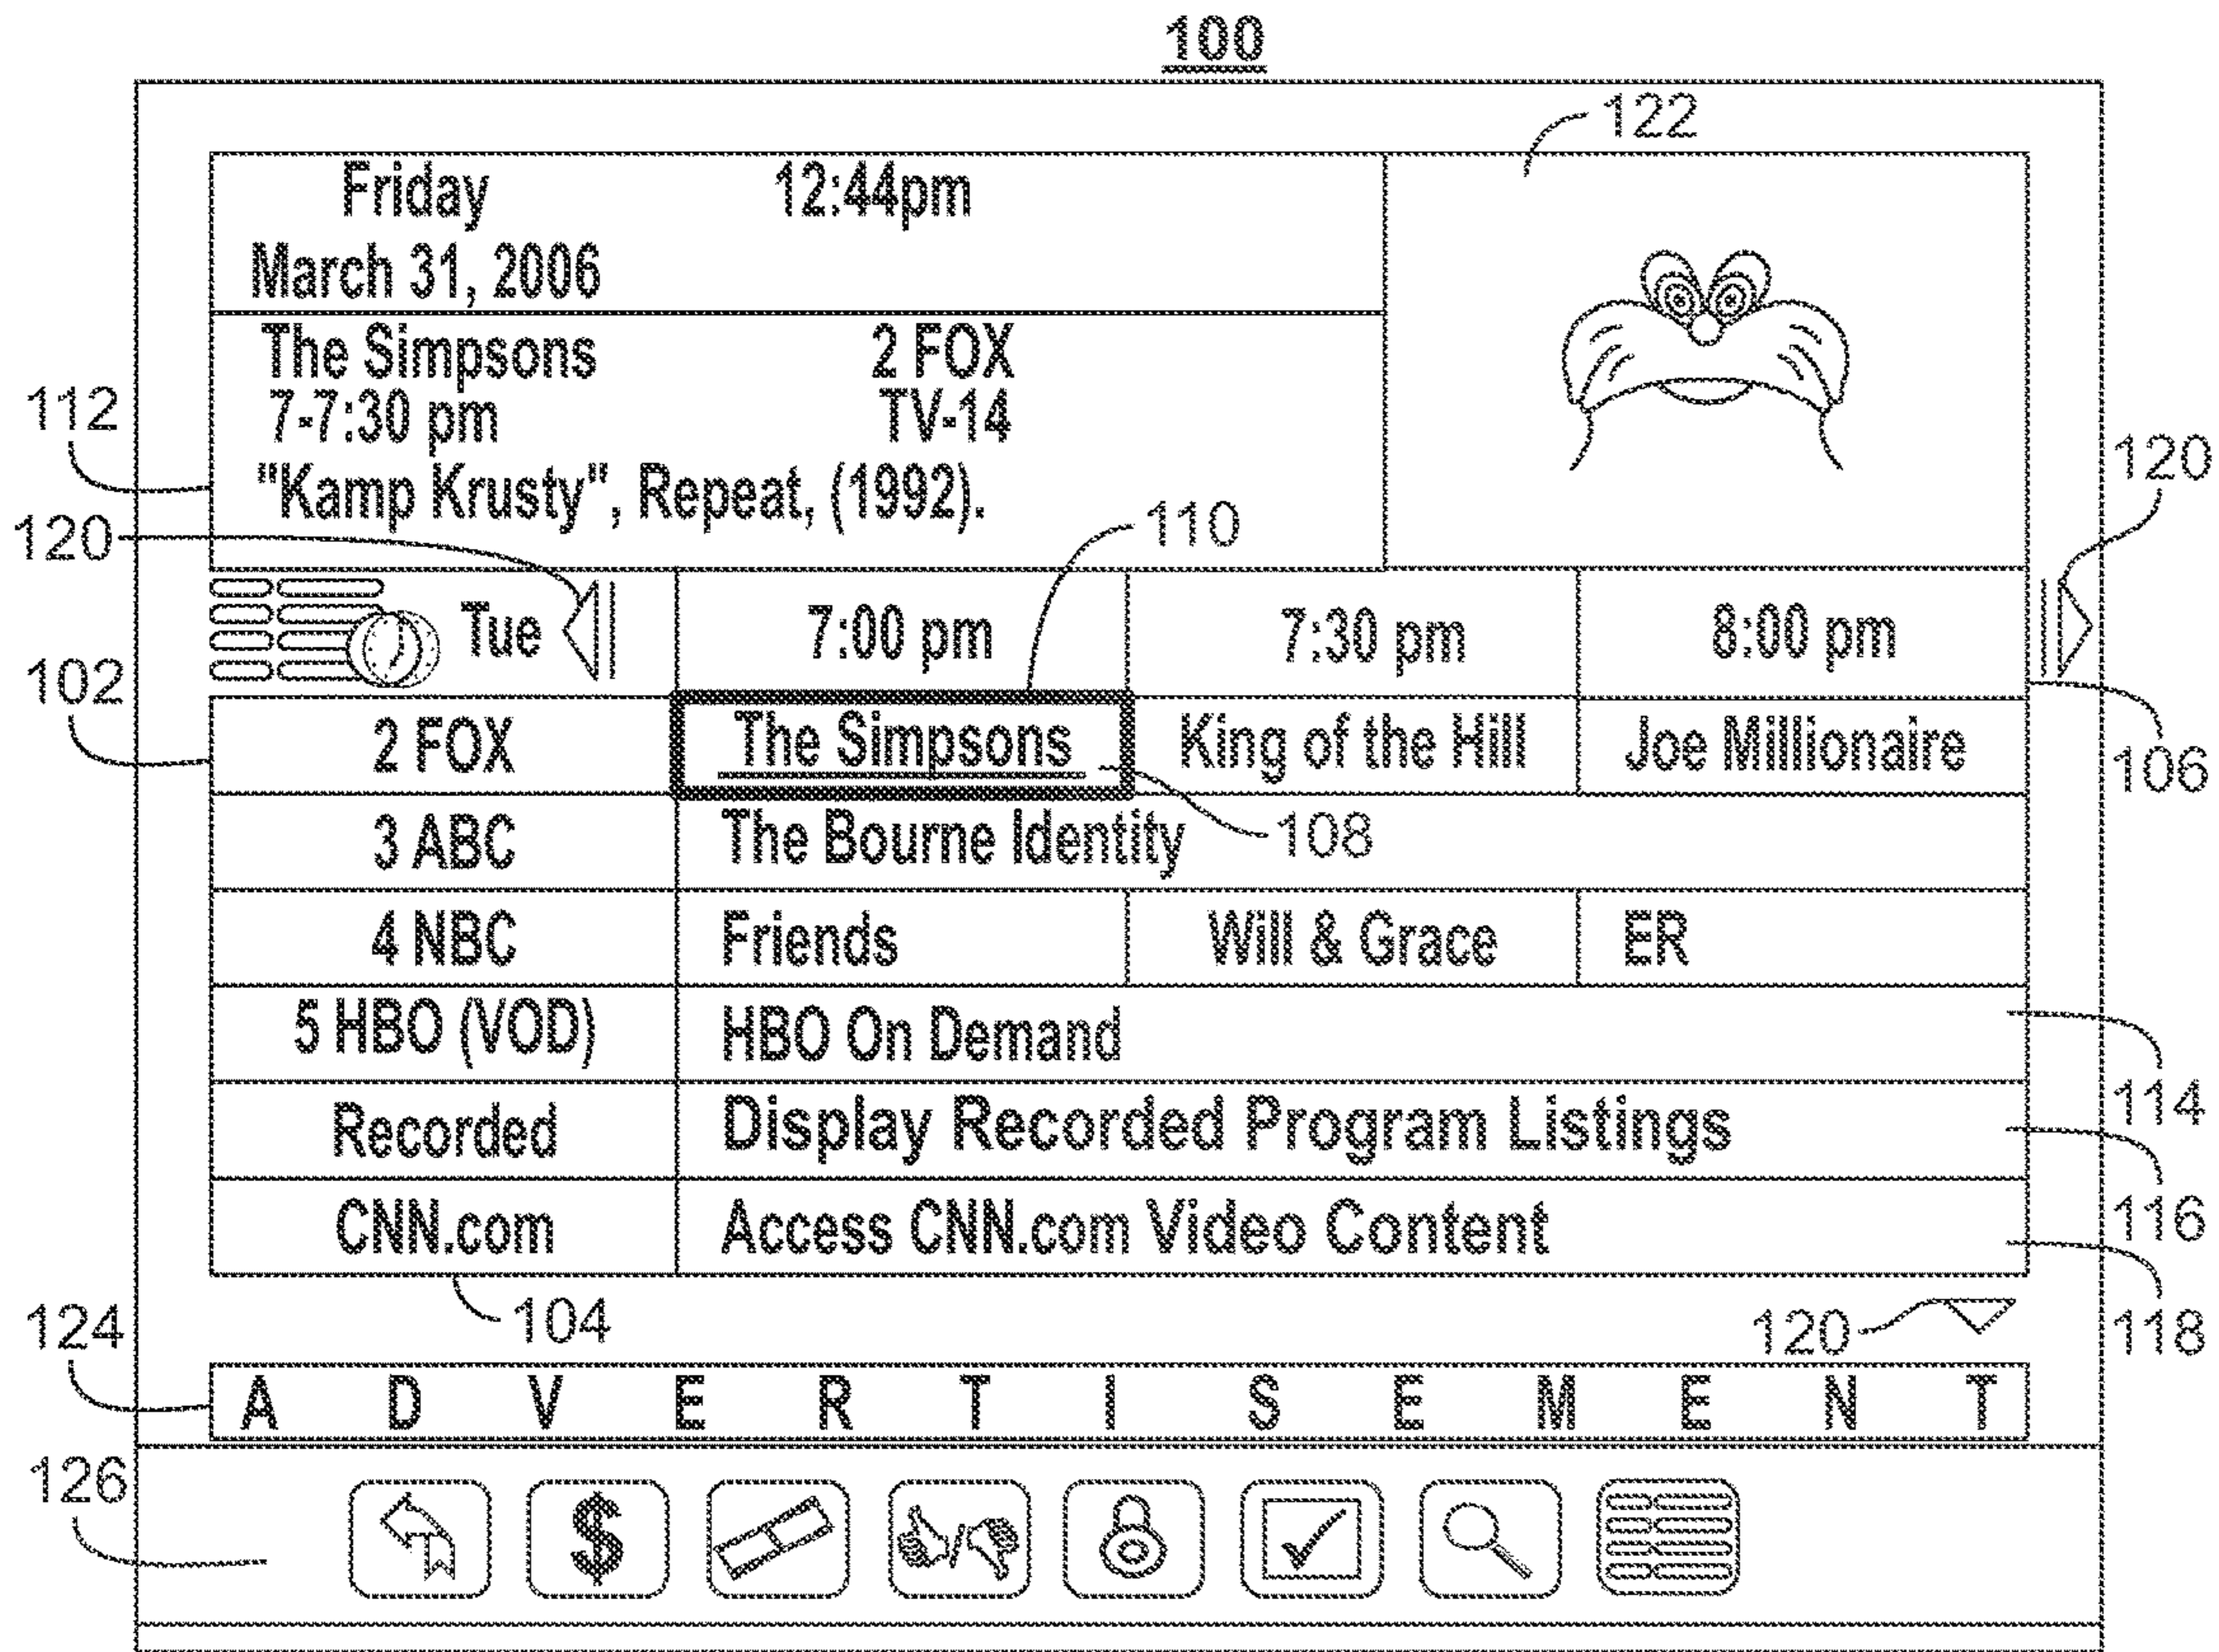 100
122
Friday 12:44pm
March 31, 2006
The Simpsons 2 FOX
112 7-7:30 pm TV-14
120
"Kamp Krusty", Repeat, (1992).
120 110
Tue 7:00 pm 7:30 pm 8:00 pm
102
2 FOX The Simpsons King of the Hill Joe Millionaire
106
3 ABC The Bourne Identity 108
4 NBC Friends Will & Grace ER
5 HBO (VOD) HBO On Demand
114
Recorded Display Recorded Program Listings
116
CNN.com Access CNN.com Video Content
124 104 120 118
A D V E R T I S E M E N T
126
$ /